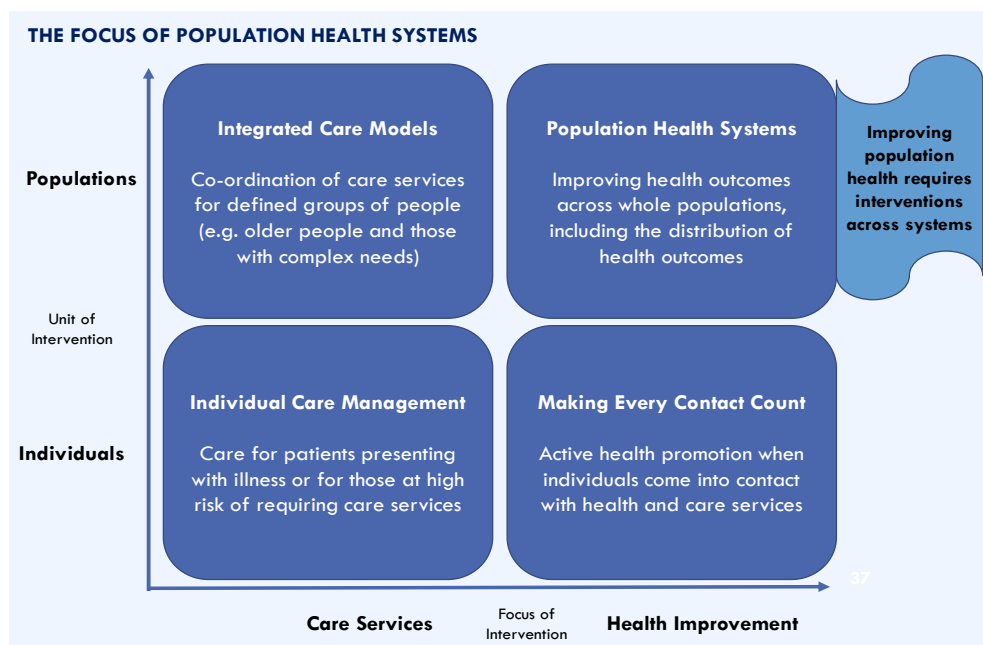 THE FOCUS OF POPULATION HEALTH SYSTEMS
Populations
Integrated Care Models
Co-ordination of care services
for defined groups of people
(e.g. older people and those
with complex needs)
Population Health Systems
Improving health outcomes
across whole populations,
including the distribution of
health outcomes
Improving
population
health requires
interventions
across systems
Unit of
Intervention
Individuals
Individual Care Management
Care for patients presenting
with illness or for those at high
risk of requiring care services
Making Every Contact Count
Active health promotion when
individuals come into contact
with health and care services
37
Care Services
Focus of
Intervention
Health Improvement